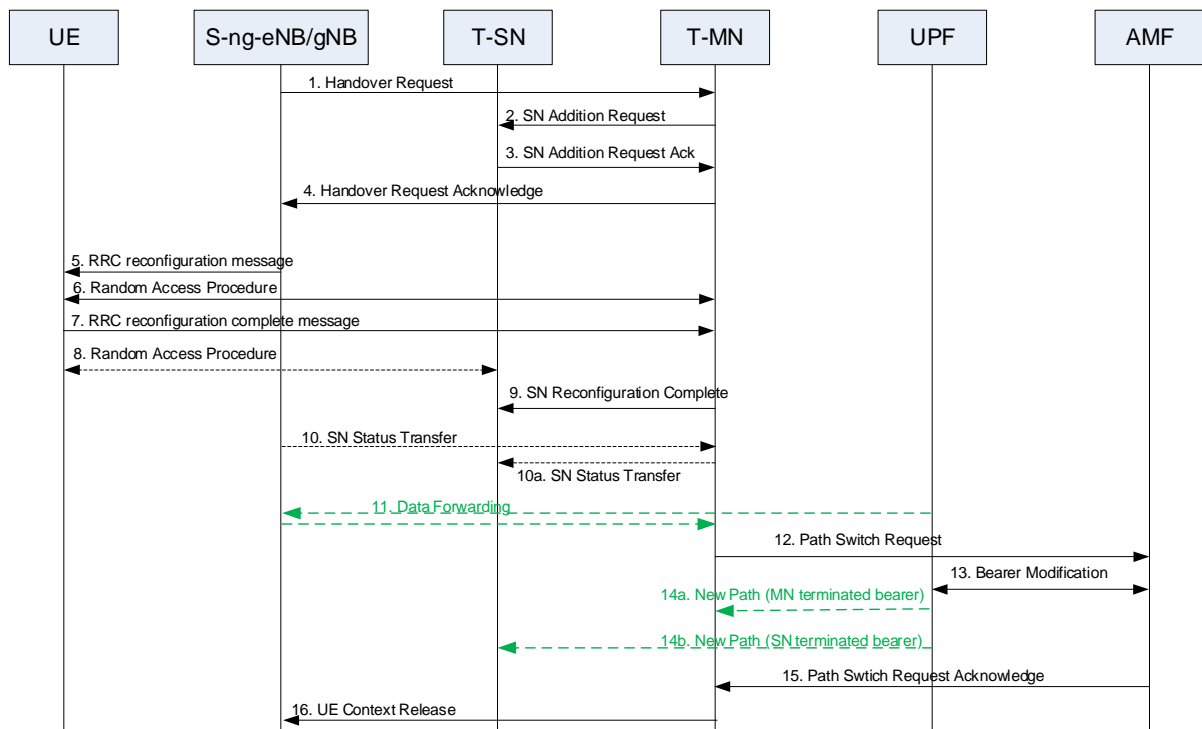 UE
S-ng-eNB/gNB
T-SN
T-MN
UPF
AMF
1. Handover Request
2. SN Addition Request
3. SN Addition Request Ack
4. Handover Request Acknowledge
5. RRC reconfiguration message
6. Random Access Procedure
7. RRC reconfiguration complete message
8. Random Access Procedure
9. SN Reconfiguration Complete
10. SN Status Transfer
10a. SN Status Transfer
11. Data Forwarding
12. Path Switch Request
13. Bearer Modification
14a. New Path (MN terminated bearer)
14b. New Path (SN terminated bearer)
15. Path Swtich Request Acknowledge
16. UE Context Release